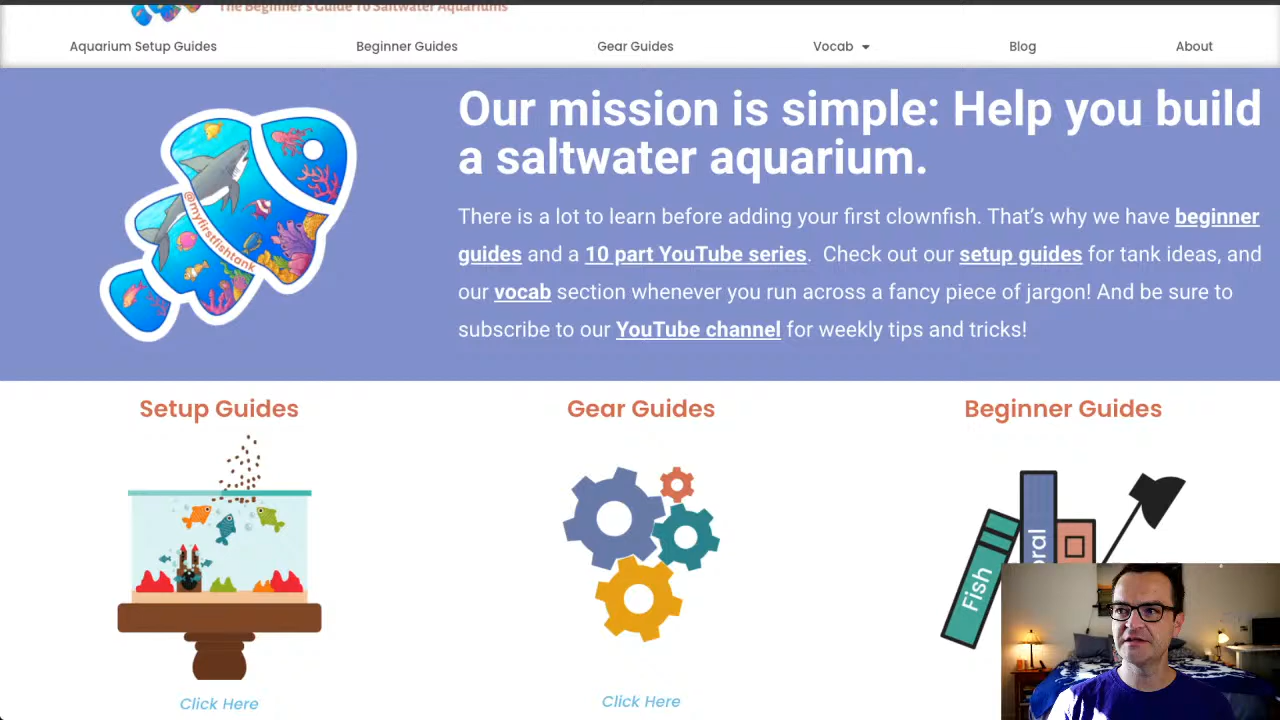 The Beginner's Guide To Saltwater Aquariums
Aquarium Setup Guides Beginner Guides Gear Guides Vocab Blog About
Our mission is simple: Help you build
a saltwater aquarium.
There is a lot to learn before adding your first clownfish. That's why we have beginner
guides and a 10 part YouTube series.  Check out our setup guides for tank ideas, and
our vocab section whenever you run across a fancy piece of jargon! And be sure to
subscribe to our YouTube channel for weekly tips and tricks!
@myfirstfishtank
Setup Guides Gear Guides Beginner Guides
Fish
oral
Click Here Click Here